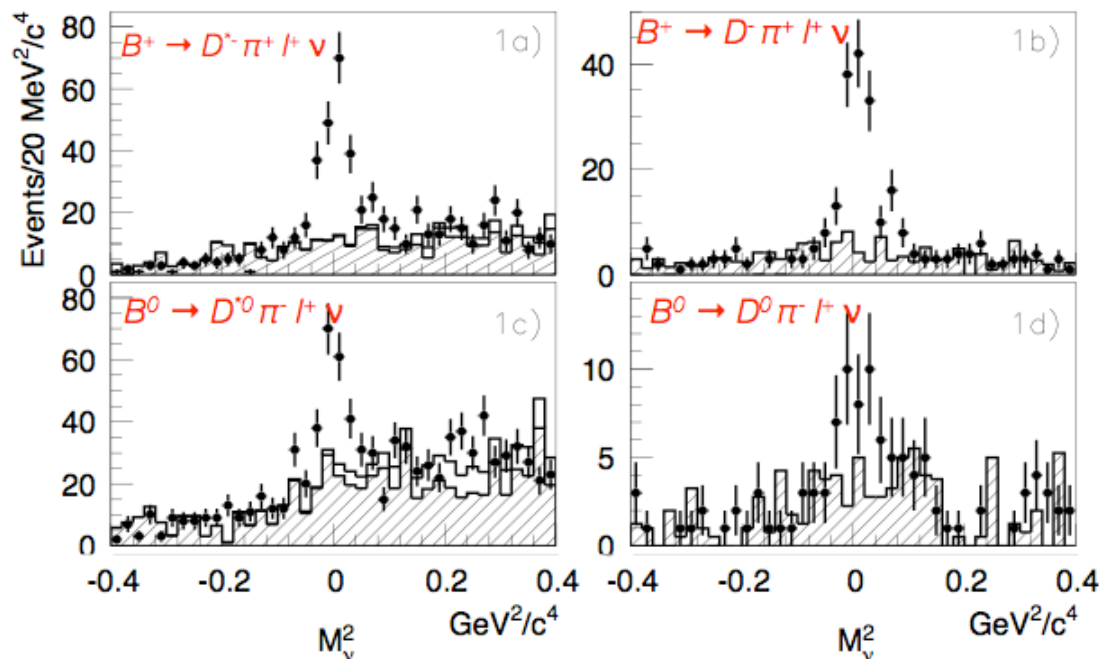 Events/20 MeV²/c⁴
B⁺ → D*⁻ π⁺ l⁺ ν
1a)
80
60
40
20
0
B⁺ → D⁻ π⁺ l⁺ ν
1b)
40
20
0
B⁰ → D*⁰ π⁻ l⁺ ν
1c)
80
60
40
20
0
B⁰ → D⁰ π⁻ l⁺ ν
1d)
10
5
0
-0.4 -0.2 0 0.2 0.4
-0.4 -0.2 0 0.2 0.4
GeV²/c⁴
GeV²/c⁴
M²ᵥ
M²ᵥ